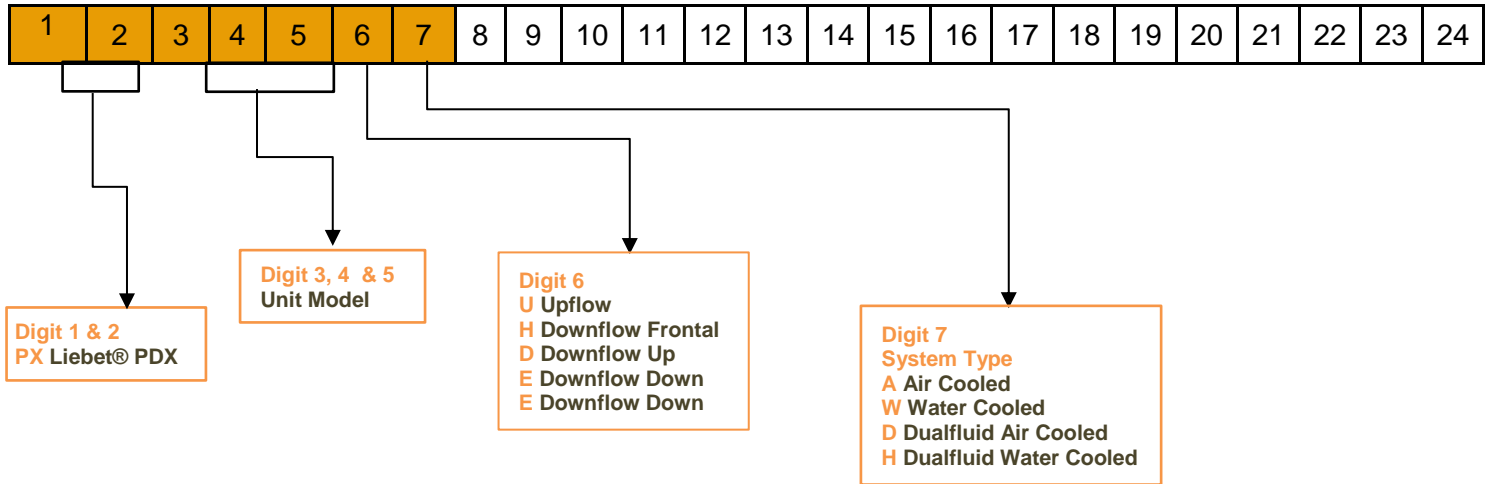 1 2 3 4 5 6 7 8 9 10 11 12 13 14 15 16 17 18 19 20 21 22 23 24
Digit 1 & 2
PX Liebet® PDX
Digit 3, 4 & 5
Unit Model
Digit 6
U Upflow
H Downflow Frontal
D Downflow Up
E Downflow Down
E Downflow Down
Digit 7
System Type
A Air Cooled
W Water Cooled
D Dualfluid Air Cooled
H Dualfluid Water Cooled